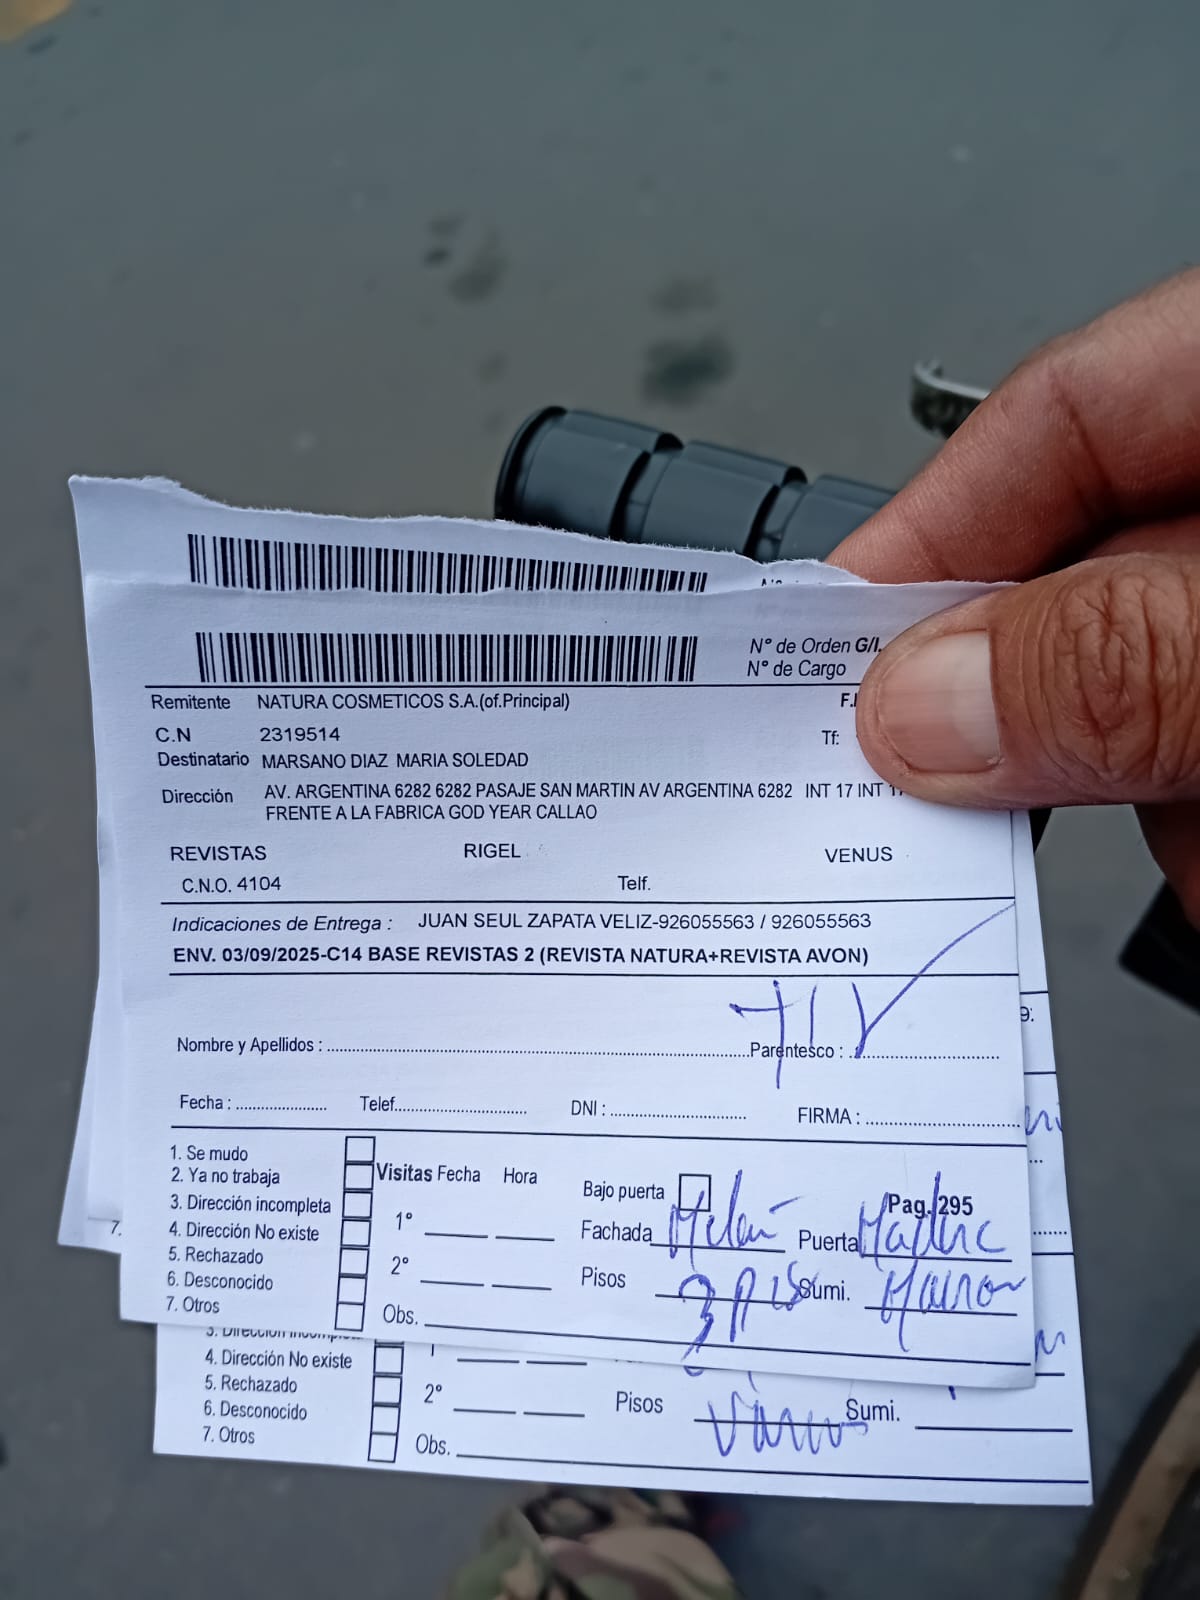 N° de Orden G/I.
N° de Cargo
Remitente NATURA COSMETICOS S.A.(of.Principal)
C.N 2319514 Tf:
Destinatario MARSANO DIAZ MARIA SOLEDAD
Dirección AV. ARGENTINA 6282 6282 PASAJE SAN MARTIN AV ARGENTINA 6282 INT 17 INT
FRENTE A LA FABRICA GOD YEAR CALLAO
REVISTAS RIGEL VENUS
C.N.O. 4104 Telf.
Indicaciones de Entrega : JUAN SEUL ZAPATA VELIZ-926055563 / 926055563
ENV. 03/09/2025-C14 BASE REVISTAS 2 (REVISTA NATURA+REVISTA AVON)
Nombre y Apellidos : Parentesco :
Fecha : Telef. DNI : FIRMA :
1. Se mudo
2. Ya no trabaja
3. Dirección incompleta
4. Dirección No existe
5. Rechazado
6. Desconocido
7. Otros
Visitas Fecha Hora
1°
2°
Obs.
Bajo puerta Pag. 295
Fachada Puerta
Pisos 3 Sumi.
7.
3. Dirección incomplet
4. Dirección No existe
5. Rechazado
6. Desconocido
7. Otros
2°
Obs.
Pisos Sumi.